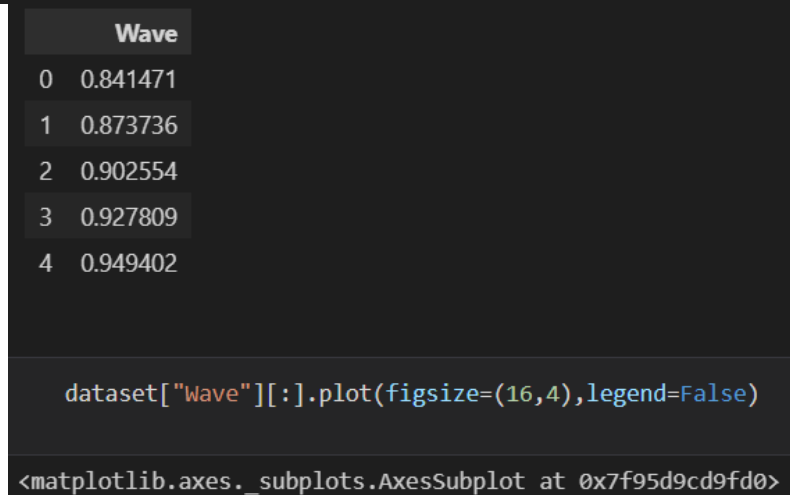 Wave
0 0.841471
1 0.873736
2 0.902554
3 0.927809
4 0.949402
dataset["Wave"][:].plot(figsize=(16,4),legend=False)
<matplotlib.axes._subplots.AxesSubplot at 0x7f95d9cd9fd0>